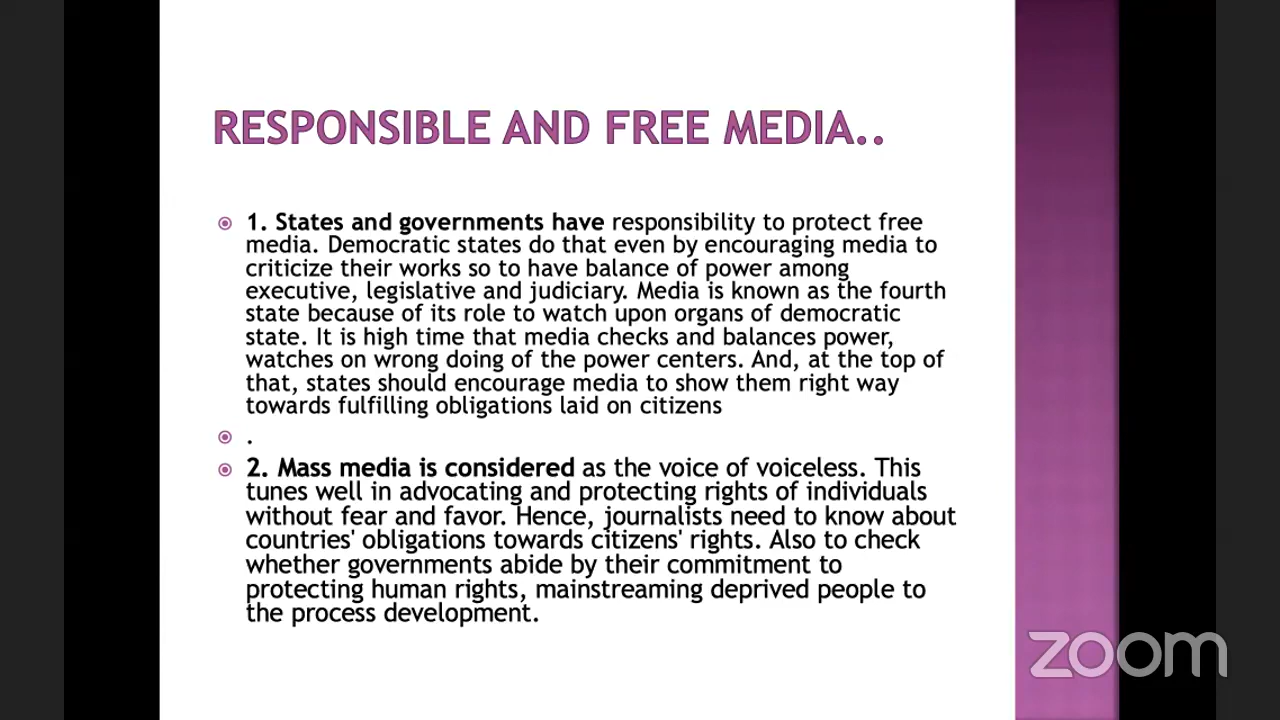 RESPONSIBLE AND FREE MEDIA..
1. States and governments have responsibility to protect free
media. Democratic states do that even by encouraging media to
criticize their works so to have balance of power among
executive, legislative and judiciary. Media is known as the fourth
state because of its role to watch upon organs of democratic
state. It is high time that media checks and balances power,
watches on wrong doing of the power centers. And, at the top of
that, states should encourage media to show them right way
towards fulfilling obligations laid on citizens
.
2. Mass media is considered as the voice of voiceless. This
tunes well in advocating and protecting rights of individuals
without fear and favor. Hence, journalists need to know about
countries' obligations towards citizens' rights. Also to check
whether governments abide by their commitment to
protecting human rights, mainstreaming deprived people to
the process development.
zoom